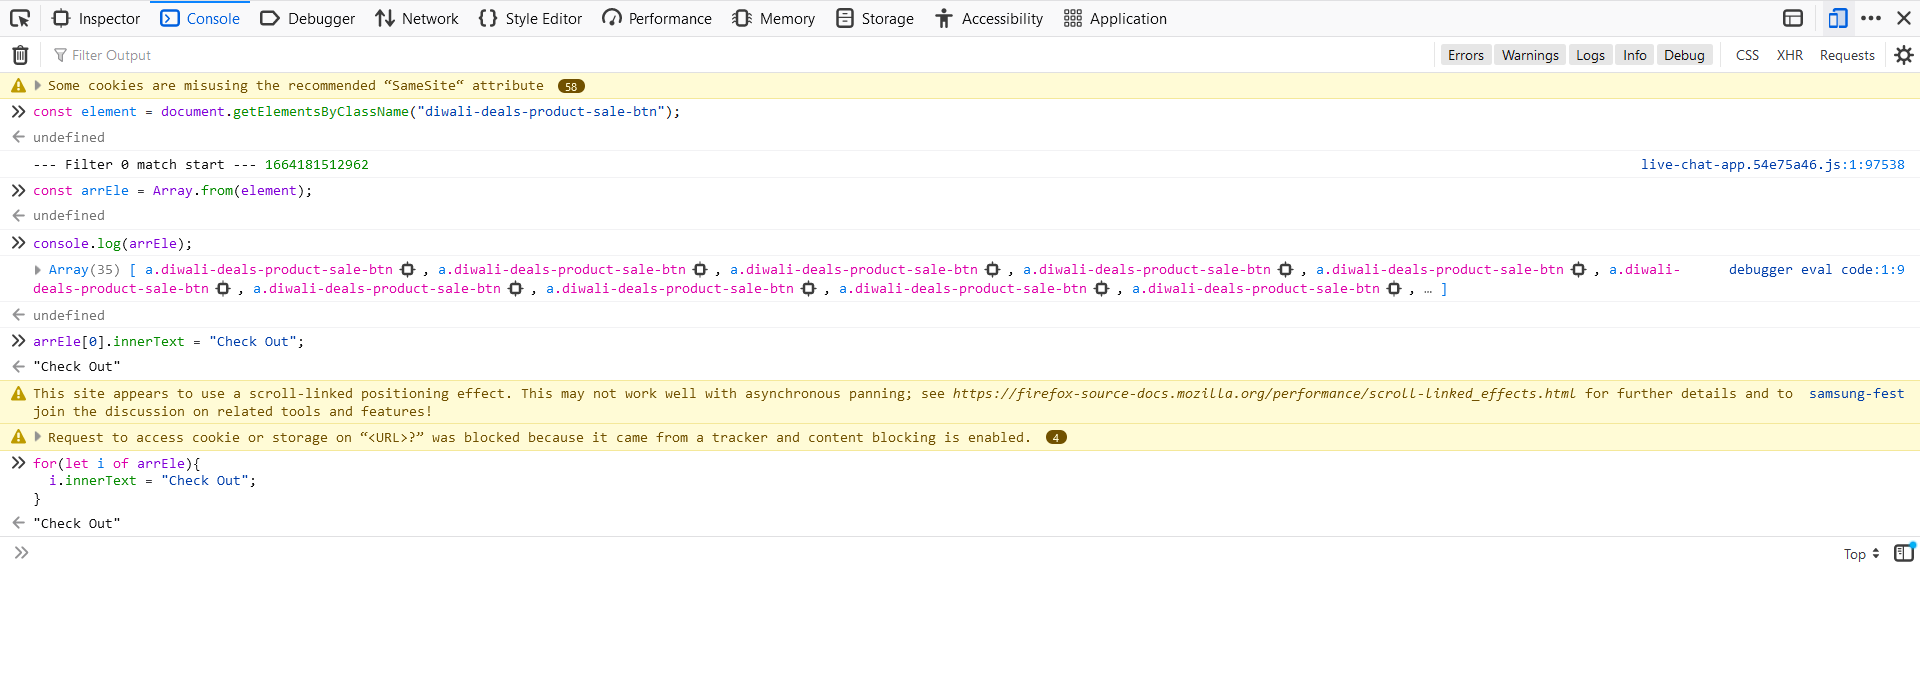 Inspector Console Debugger Network Style Editor Performance Memory Storage Accessibility Application
Filter Output Errors Warnings Logs Info Debug CSS XHR Requests
Some cookies are misusing the recommended “SameSite“ attribute 58
const element = document.getElementsByClassName("diwali-deals-product-sale-btn");
undefined
--- Filter 0 match start --- 1664181512962 live-chat-app.54e75a46.js:1:97538
const arrEle = Array.from(element);
undefined
console.log(arrEle);
Array(35) [ a.diwali-deals-product-sale-btn , a.diwali-deals-product-sale-btn , a.diwali-deals-product-sale-btn , a.diwali-deals-product-sale-btn , a.diwali-deals-product-sale-btn , a.diwali- debugger eval code:1:9
deals-product-sale-btn , a.diwali-deals-product-sale-btn , a.diwali-deals-product-sale-btn , a.diwali-deals-product-sale-btn , a.diwali-deals-product-sale-btn , … ]
undefined
arrEle[0].innerText = "Check Out";
"Check Out"
This site appears to use a scroll-linked positioning effect. This may not work well with asynchronous panning; see https://firefox-source-docs.mozilla.org/performance/scroll-linked_effects.html for further details and to samsung-fest
join the discussion on related tools and features!
Request to access cookie or storage on “<URL>?” was blocked because it came from a tracker and content blocking is enabled. 4
for(let i of arrEle){
i.innerText = "Check Out";
}
"Check Out"
Top